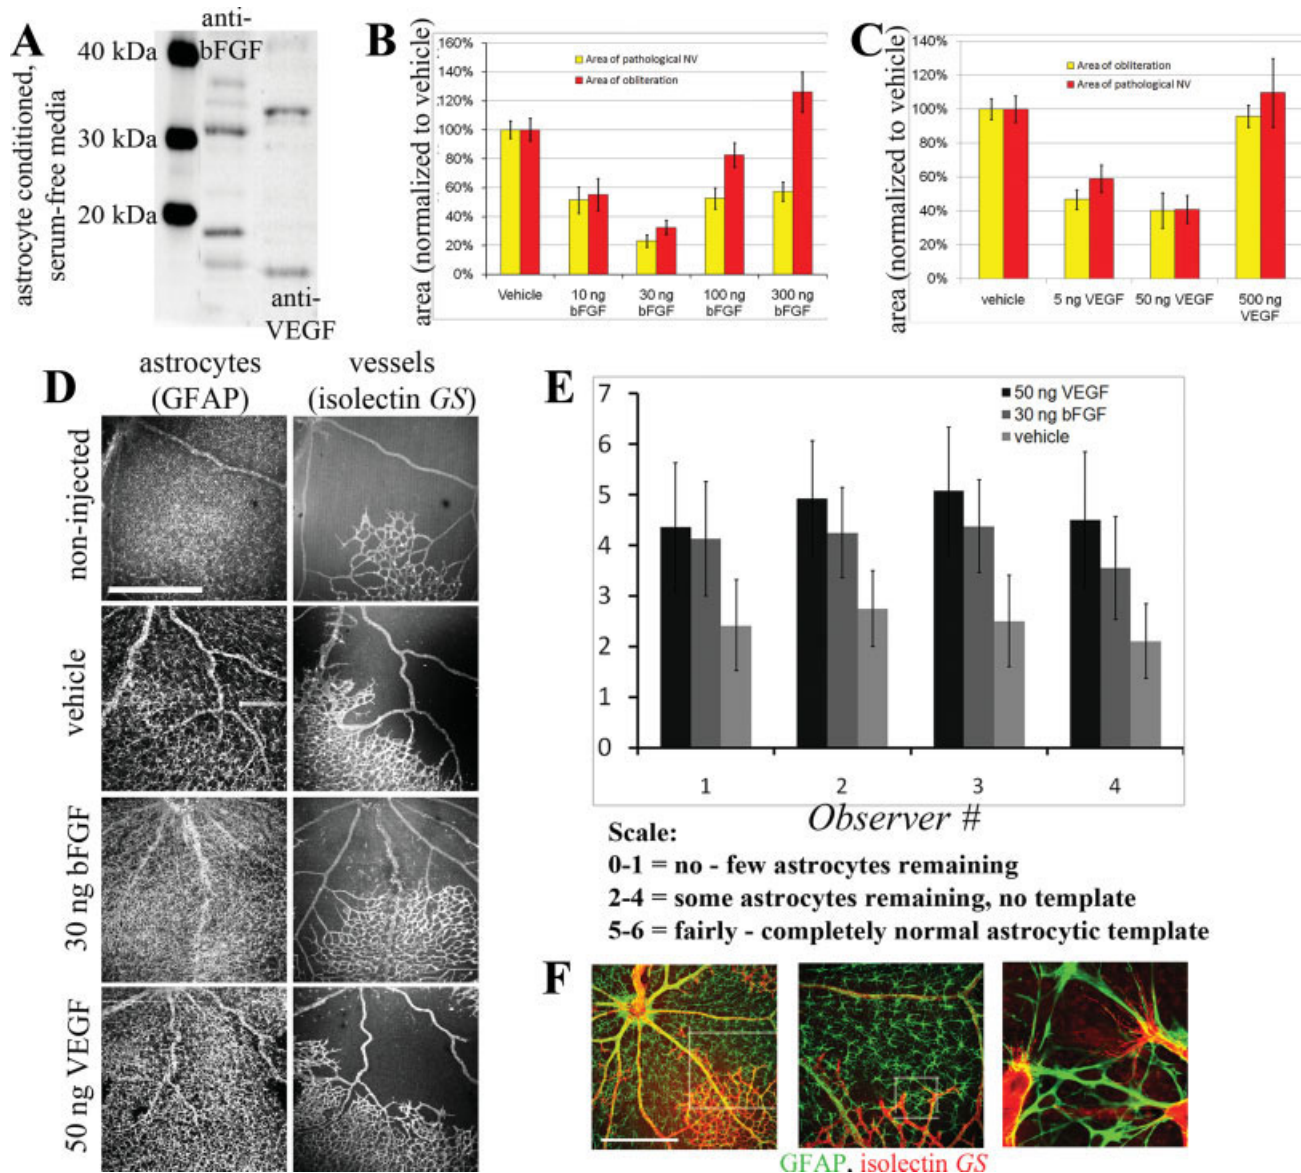 A
astrocyte conditioned,
serum-free media
40 kDa
30 kDa
20 kDa
anti-
bFGF
anti-
VEGF
B
area (normalized to vehicle)
160%
140%
120%
100%
80%
60%
40%
20%
0%
Area of pathological NV
Area of obliteration
Vehicle
10 ng
bFGF
30 ng
bFGF
100 ng
bFGF
300 ng
bFGF
C
area (normalized to vehicle)
140%
120%
100%
80%
60%
40%
20%
0%
Area of obliteration
Area of pathological NV
vehicle
5 ng VEGF
50 ng VEGF
500 ng
VEGF
D
astrocytes
(GFAP)
vessels
(isolectin GS)
non-injected
vehicle
30 ng bFGF
50 ng VEGF
E
7
6
5
4
3
2
1
0
50 ng VEGF
30 ng bFGF
vehicle
1
2
3
4
Observer #
Scale:
0-1 = no - few astrocytes remaining
2-4 = some astrocytes remaining, no template
5-6 = fairly - completely normal astrocytic template
F
GFAP, isolectin GS